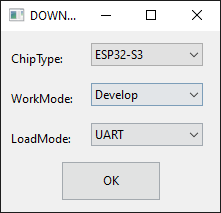 DOWN...
ChipType: ESP32-S3
WorkMode: Develop
LoadMode: UART
OK